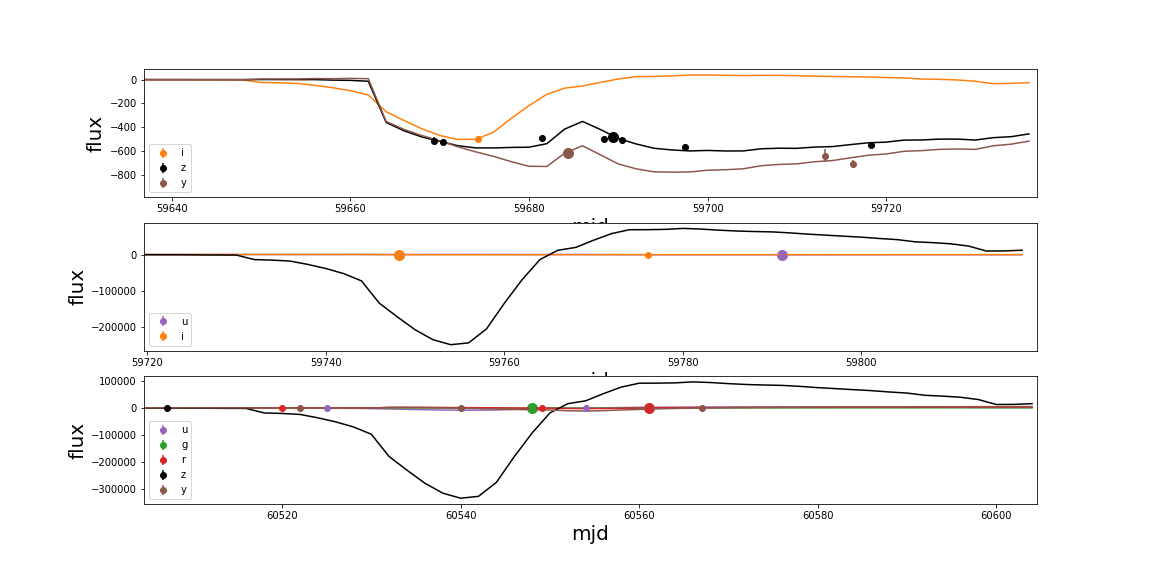 flux
0
−200
−400
−600
−800
i
z
y
59640
59660
59680
59700
59720
flux
0
−100000
−200000
u
i
59720
59740
59760
59780
59800
flux
100000
0
−100000
−200000
−300000
u
g
r
z
y
60520
60540
60560
60580
60600
mjd